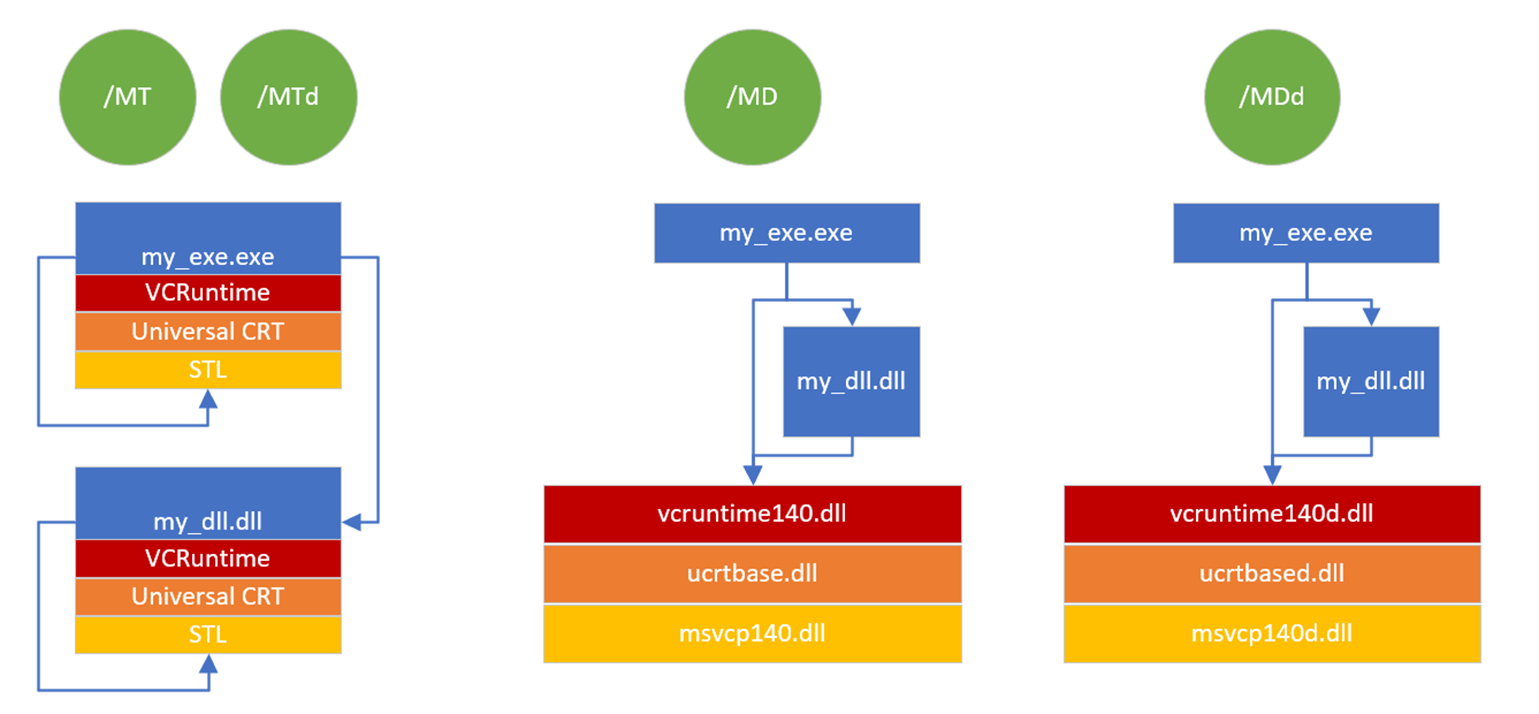 /MT
/MTd
/MD
/MDd
my_exe.exe
VCRuntime
Universal CRT
STL
my_dll.dll
VCRuntime
Universal CRT
STL
my_exe.exe
my_dll.dll
vcruntime140.dll
ucrtbase.dll
msvcp140.dll
my_exe.exe
my_dll.dll
vcruntime140d.dll
ucrtbased.dll
msvcp140d.dll